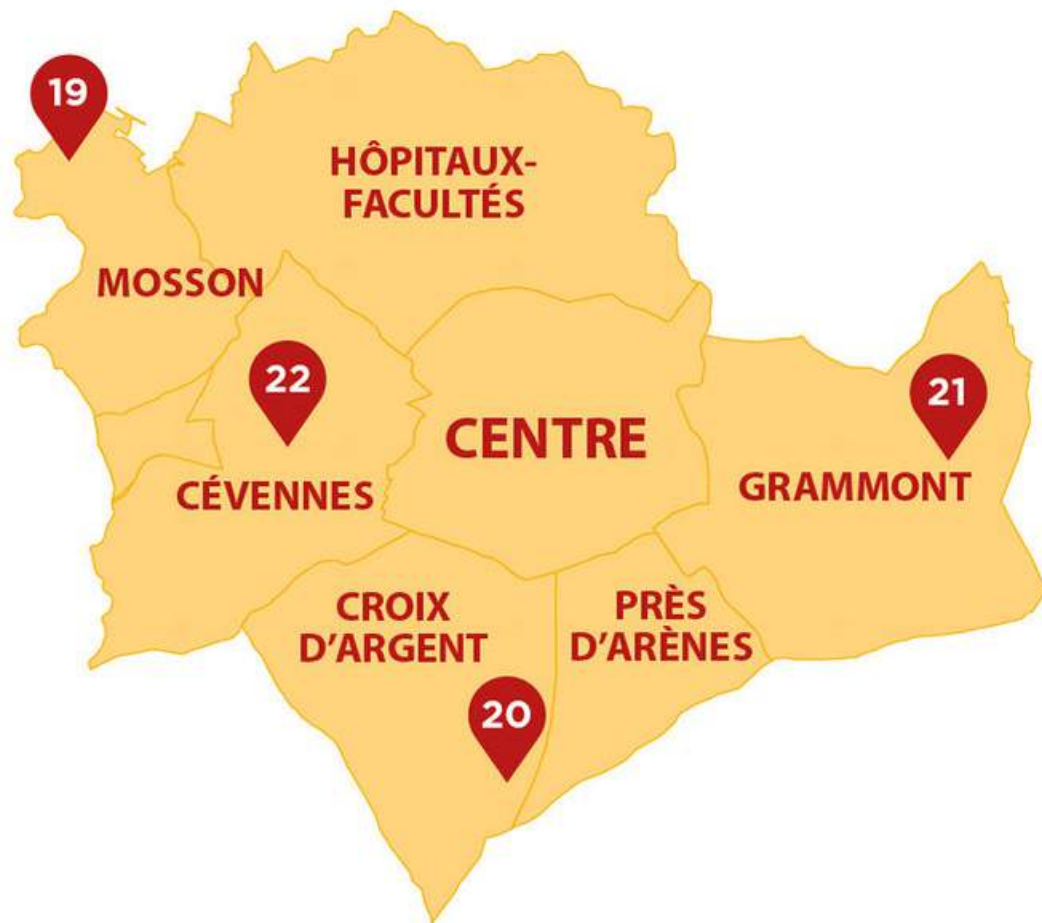 19
HÔPITAUX-
FACULTÉS
MOSSON
22
21
CENTRE
CÉVENNES
GRAMMONT
CROIX
D'ARGENT
PRÈS
D'ARÈNES
20